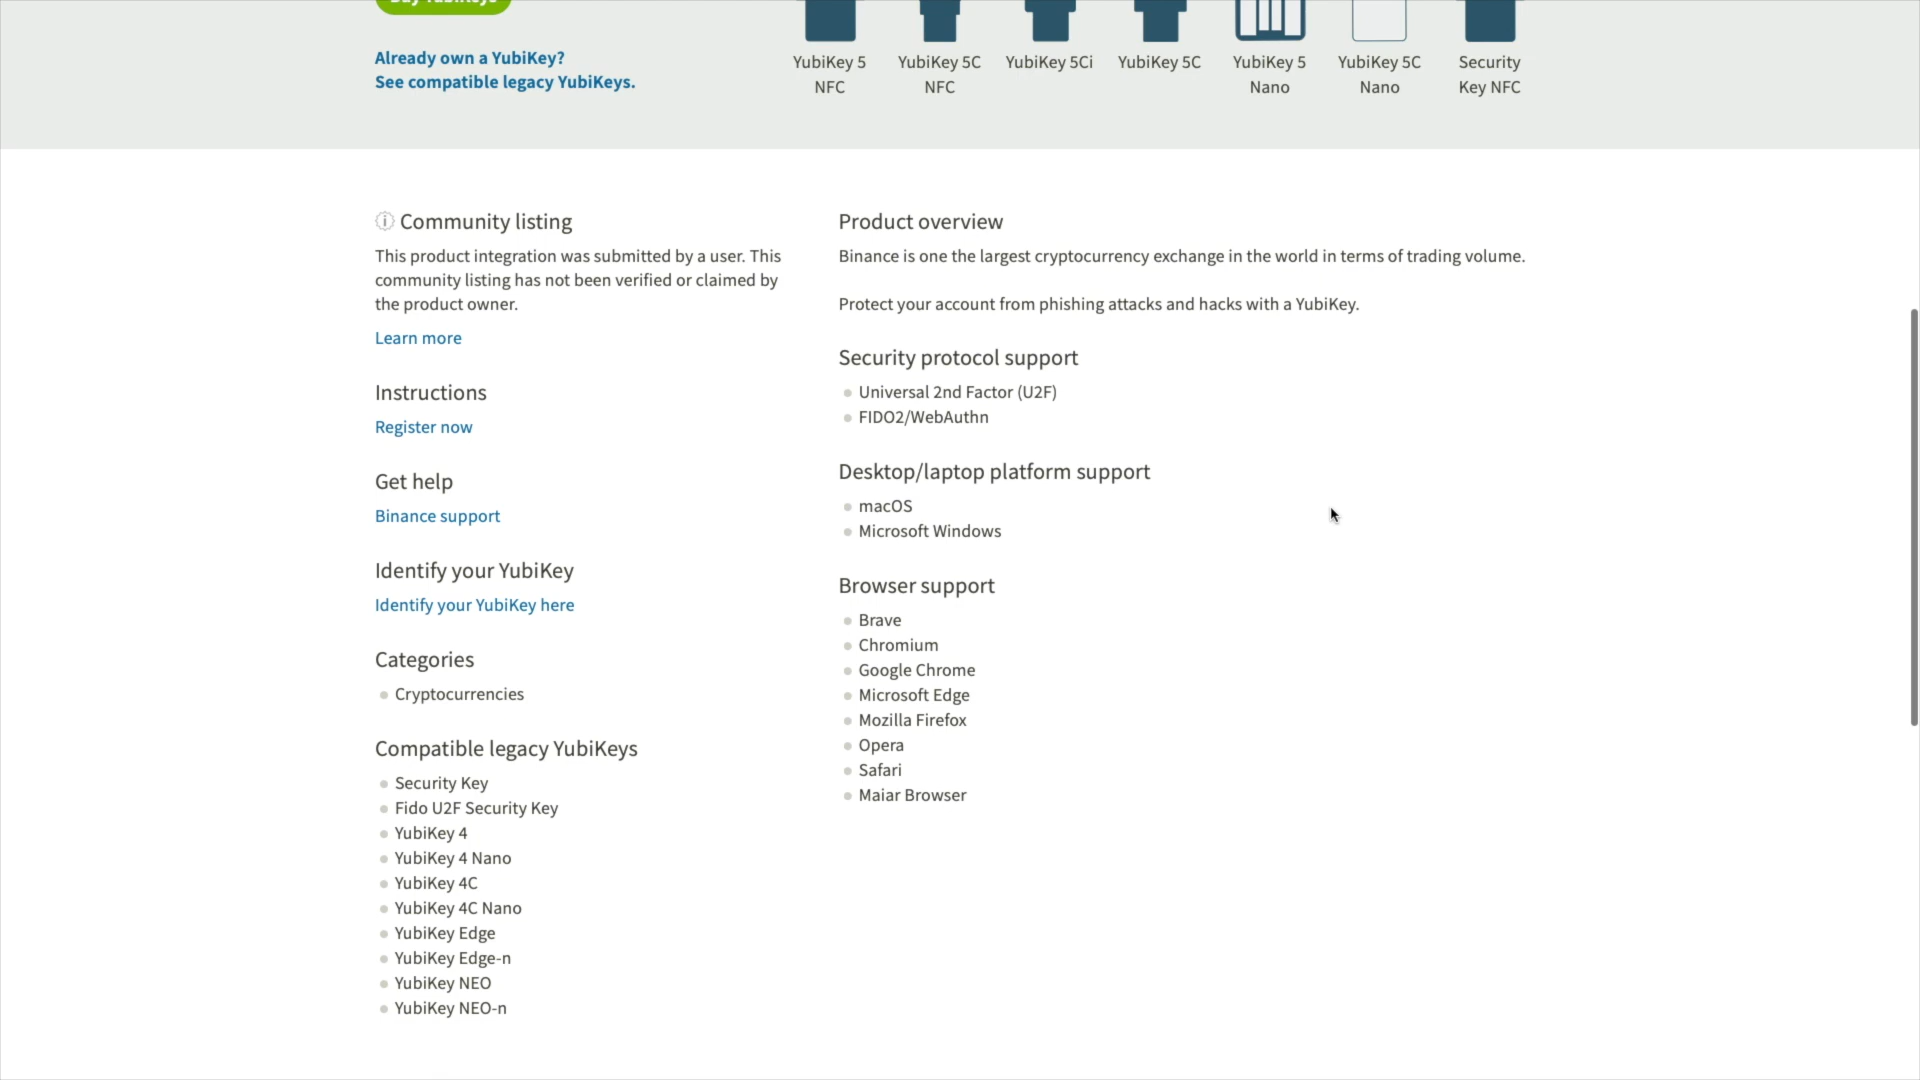 Buy YubiKeys
Already own a YubiKey?
See compatible legacy YubiKeys.
YubiKey 5
NFC
YubiKey 5C
NFC
YubiKey 5Ci
YubiKey 5C
YubiKey 5
Nano
YubiKey 5C
Nano
Security
Key NFC
Community listing
This product integration was submitted by a user. This
community listing has not been verified or claimed by
the product owner.
Learn more
Instructions
Register now
Get help
Binance support
Identify your YubiKey
Identify your YubiKey here
Categories
Cryptocurrencies
Compatible legacy YubiKeys
Security Key
Fido U2F Security Key
YubiKey 4
YubiKey 4 Nano
YubiKey 4C
YubiKey 4C Nano
YubiKey Edge
YubiKey Edge-n
YubiKey NEO
YubiKey NEO-n
Product overview
Binance is one the largest cryptocurrency exchange in the world in terms of trading volume.
Protect your account from phishing attacks and hacks with a YubiKey.
Security protocol support
Universal 2nd Factor (U2F)
FIDO2/WebAuthn
Desktop/laptop platform support
macOS
Microsoft Windows
Browser support
Brave
Chromium
Google Chrome
Microsoft Edge
Mozilla Firefox
Opera
Safari
Maiar Browser